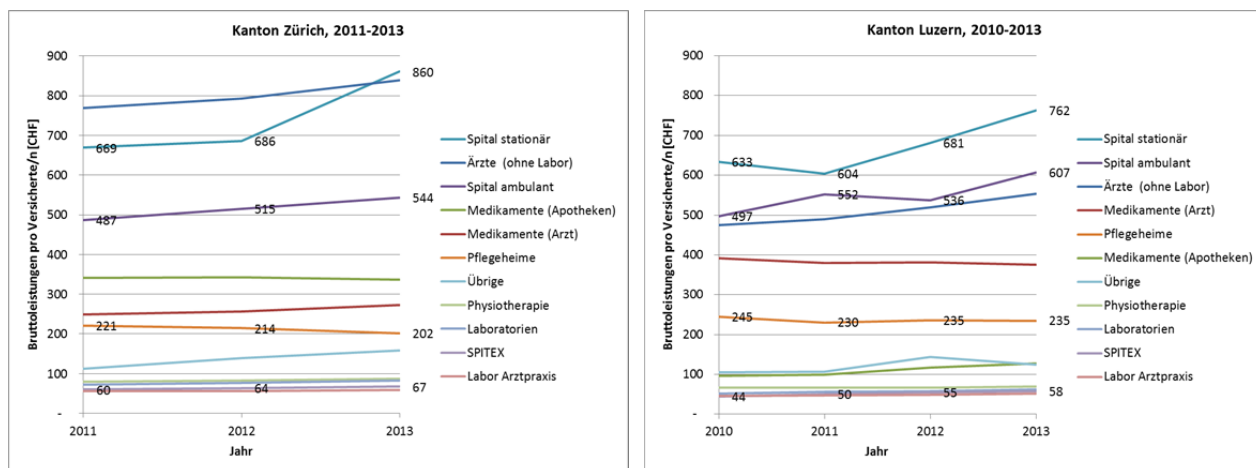 Kanton Zürich, 2011-2013
Bruttoleistungen pro Versicherte/n [CHF]
900
800
700
600
500
400
300
200
100
-
669
686
860
487
515
544
221
214
202
60
64
67
2011
2012
2013
Jahr
Spital stationär
Ärzte (ohne Labor)
Spital ambulant
Medikamente (Apotheken)
Medikamente (Arzt)
Pflegeheime
Übrige
Physiotherapie
Laboratorien
SPITEX
Labor Arztpraxis
Kanton Luzern, 2010-2013
Bruttoleistungen pro Versicherte/n [CHF]
900
800
700
600
500
400
300
200
100
-
633
604
681
762
497
552
536
607
245
230
235
235
44
50
55
58
2010
2011
2012
2013
Jahr
Spital stationär
Spital ambulant
Ärzte (ohne Labor)
Medikamente (Arzt)
Pflegeheime
Medikamente (Apotheken)
Übrige
Physiotherapie
Laboratorien
SPITEX
Labor Arztpraxis